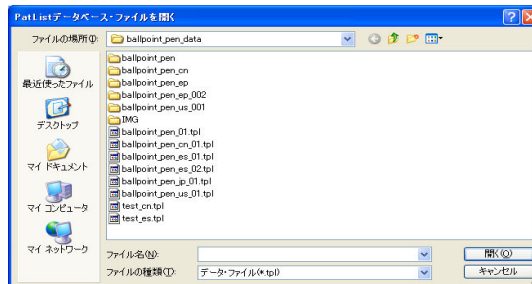 PatListデータベース・ファイルを開く
ファイルの場所(I):
ballpoint_pen_data
最近使ったファイル
デスクトップ
マイ ドキュメント
マイ コンピュータ
マイ ネットワーク
ballpoint_pen
ballpoint_pen_cn
ballpoint_pen_ep
ballpoint_pen_ep_002
ballpoint_pen_us_001
IMG
ballpoint_pen_01.tpl
ballpoint_pen_cn_01.tpl
ballpoint_pen_es_01.tpl
ballpoint_pen_es_02.tpl
ballpoint_pen_jp_01.tpl
ballpoint_pen_us_01.tpl
test_cn.tpl
test_es.tpl
ファイル名(N):
開く(O)
ファイルの種類(T):
データ・ファイル(*.tpl)
キャンセル